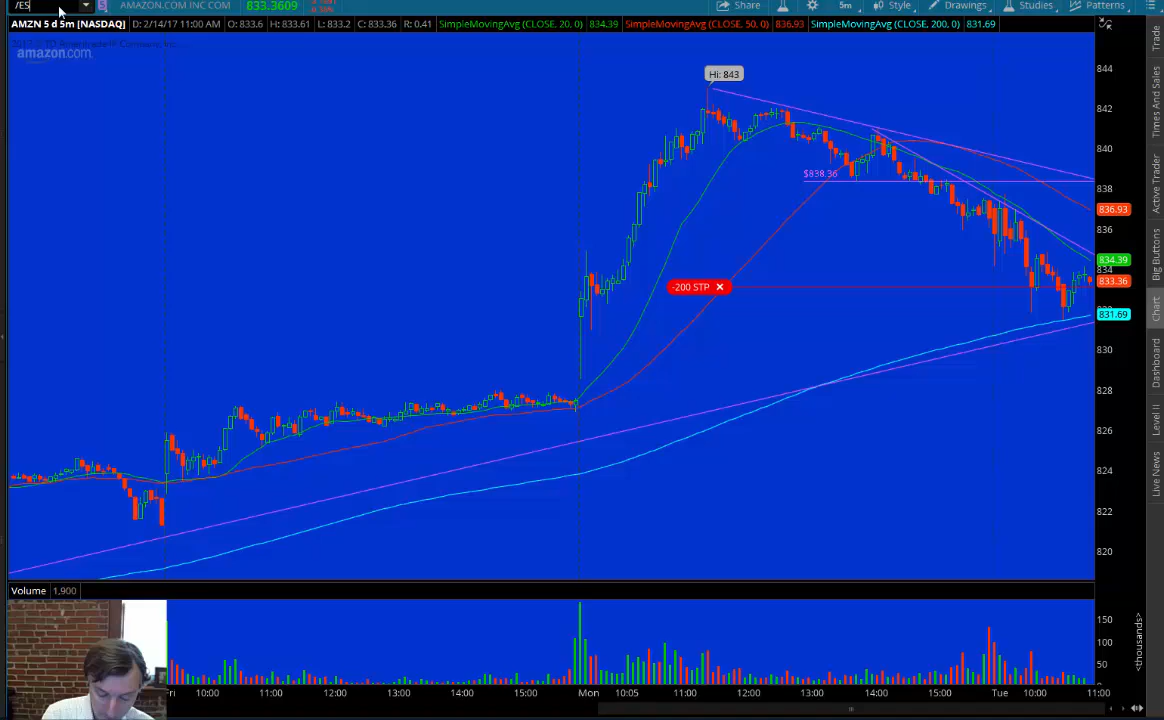 /ES AMAZON.COM INC COM 833.3609 Share 5m Style Drawings Studies Patterns
AMZN 5 d 5m [NASDAQ] D: 2/14/17 11:00 AM O: 833.6 H: 833.61 L: 833.2 C: 833.36 R: 0.41 SimpleMovingAvg (CLOSE, 20, 0) 834.39 SimpleMovingAvg (CLOSE, 50, 0) 836.93 SimpleMovingAvg (CLOSE, 200, 0) 831.69
amazon.com.
Hi: 843
$838.36
-200 STP
844
842
840
838
836.93
836
834.39
834
833.36
831.69
830
828
826
824
822
820
Trade
Times And Sales
Active Trader
Big Buttons
Chart
Dashboard
Level II
Live News
Volume 1,900
150
100
50
0
<thousands>
Fri 10:00 11:00 12:00 13:00 14:00 15:00 Mon 10:05 11:00 12:00 13:00 14:00 15:00 Tue 10:00 11:00